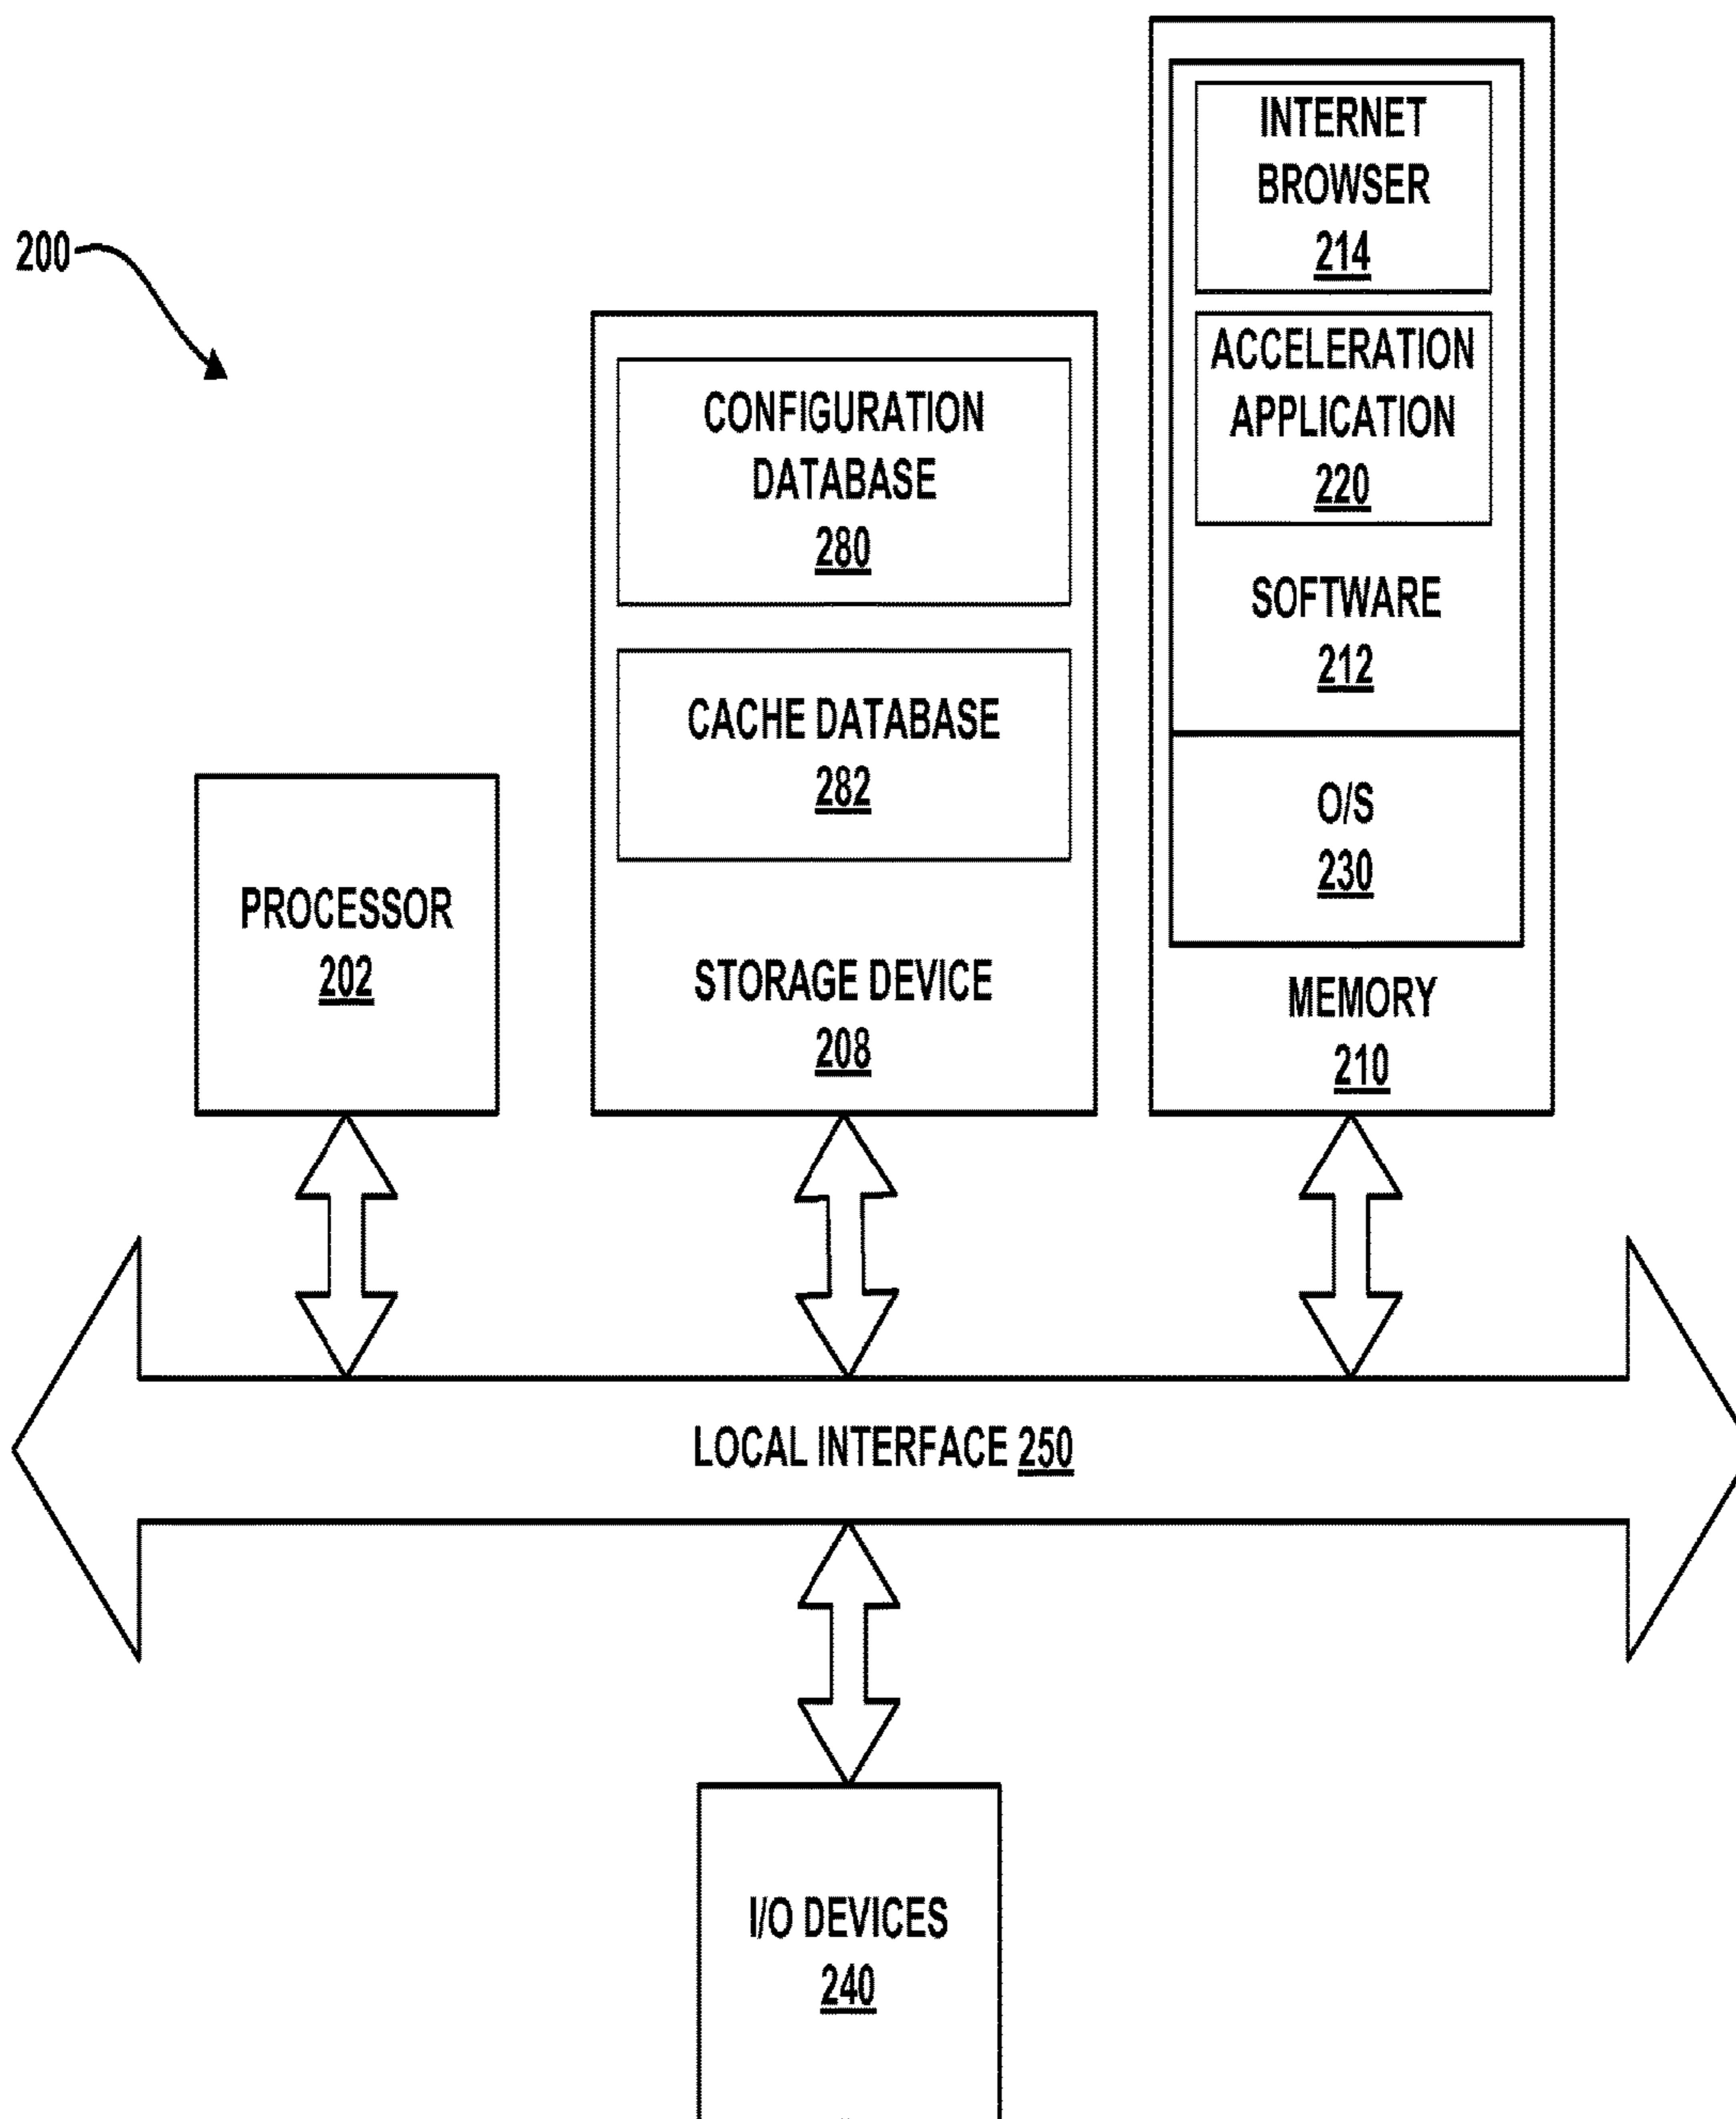 200
INTERNET
BROWSER
214
ACCELERATION
APPLICATION
220
SOFTWARE
212
O/S
230
MEMORY
210
CONFIGURATION
DATABASE
280
CACHE DATABASE
282
STORAGE DEVICE
208
PROCESSOR
202
LOCAL INTERFACE 250
I/O DEVICES
240